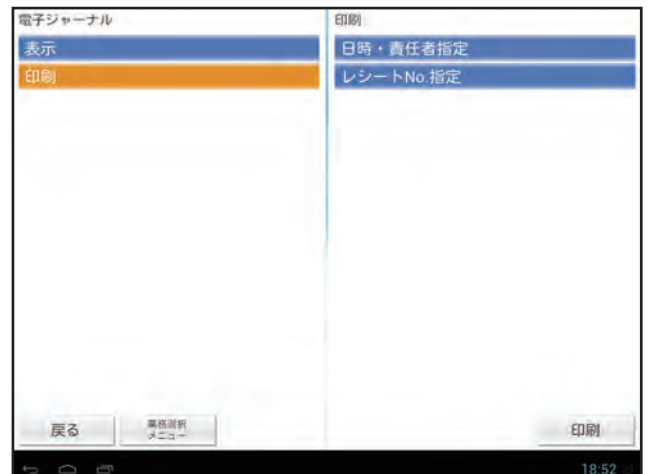 電子ジャーナル
表示
印刷
印刷
日時・責任者指定
レシートNo.指定
戻る
業務選択
メニュー
印刷
18:52